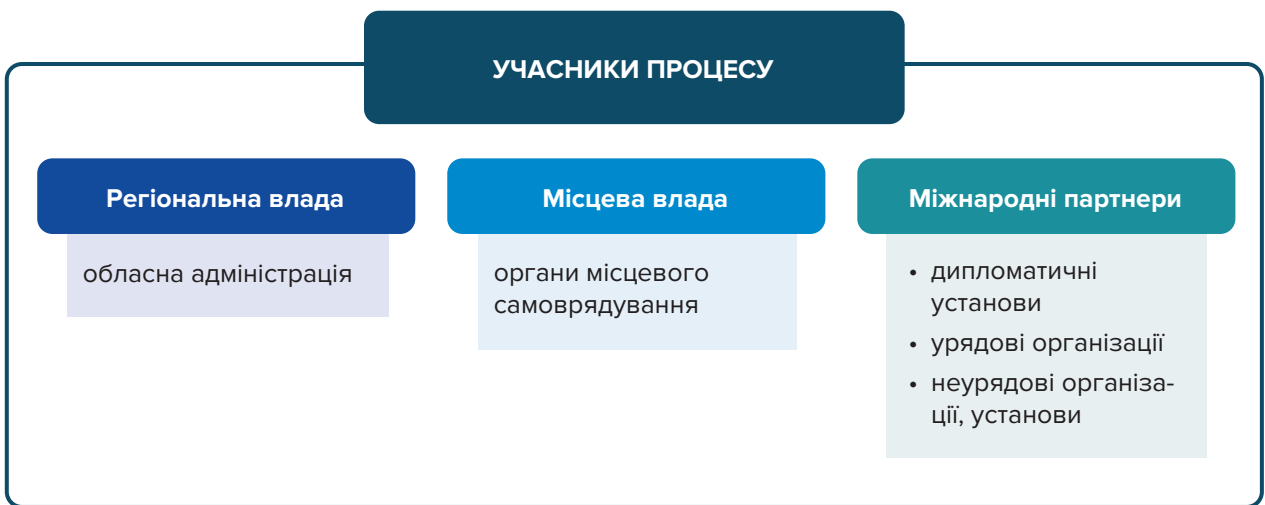 УЧАСНИКИ ПРОЦЕСУ
Регіональна влада
обласна адміністрація
Місцева влада
органи місцевого
самоврядування
Міжнародні партнери
• дипломатичні
установи
• урядові організації
• неурядові організа-
ції, установи